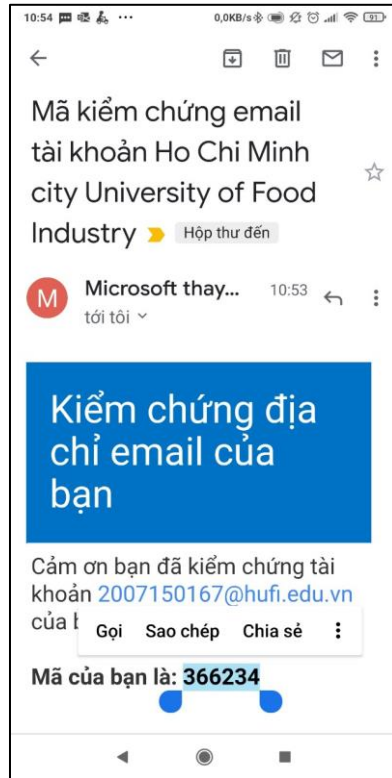 10:54 ... 0,0KB/s 91
Mã kiểm chứng email
tài khoản Ho Chi Minh
city University of Food
Industry Hộp thư đến
M Microsoft thay... 10:53
tới tôi
Kiểm chứng địa
chỉ email của
bạn
Cảm ơn bạn đã kiểm chứng tài
khoản 2007150167@hufi.edu.vn
của
Gọi Sao chép Chia sẻ
Mã của bạn là: 366234